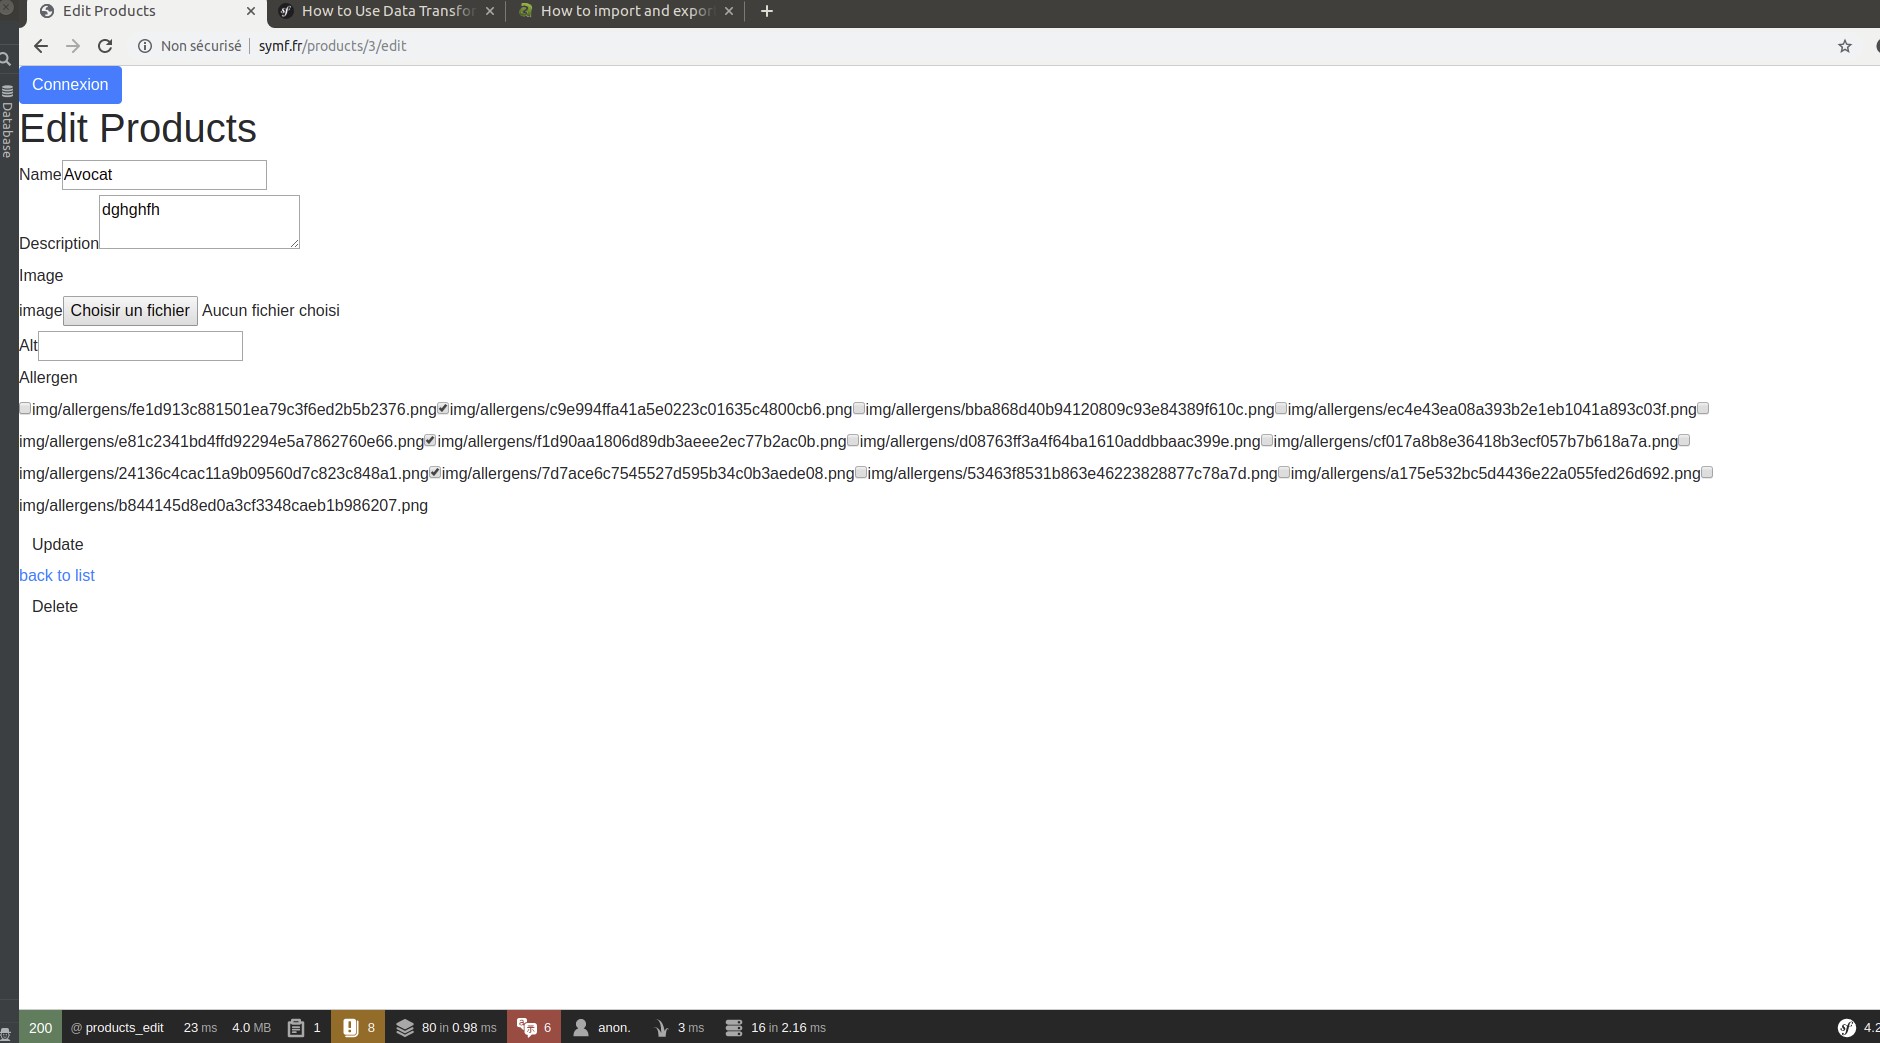 Edit Products
How to Use Data Transfor
How to import and expor
Non sécurisé symf.fr/products/3/edit
Database
Connexion
Edit Products
Name Avocat
dghghfh
Description
Image
image Choisir un fichier Aucun fichier choisi
Alt
Allergen
img/allergens/fe1d913c881501ea79c3f6ed2b5b2376.png img/allergens/c9e994ffa41a5e0223c01635c4800cb6.png img/allergens/bba868d40b94120809c93e84389f610c.png img/allergens/ec4e43ea08a393b2e1eb1041a893c03f.png
img/allergens/e81c2341bd4ffd92294e5a7862760e66.png img/allergens/f1d90aa1806d89db3aeee2ec77b2ac0b.png img/allergens/d08763ff3a4f64ba1610addbbaac399e.png img/allergens/cf017a8b8e36418b3ecf057b7b618a7a.png
img/allergens/24136c4cac11a9b09560d7c823c848a1.png img/allergens/7d7ace6c7545527d595b34c0b3aede08.png img/allergens/53463f8531b863e46223828877c78a7d.png img/allergens/a175e532bc5d4436e22a055fed26d692.png
img/allergens/b844145d8ed0a3cf3348caeb1b986207.png
Update
back to list
Delete
200 @ products_edit 23 ms 4.0 MB 1 8 80 in 0.98 ms 6 anon. 3 ms 16 in 2.16 ms sf 4.2